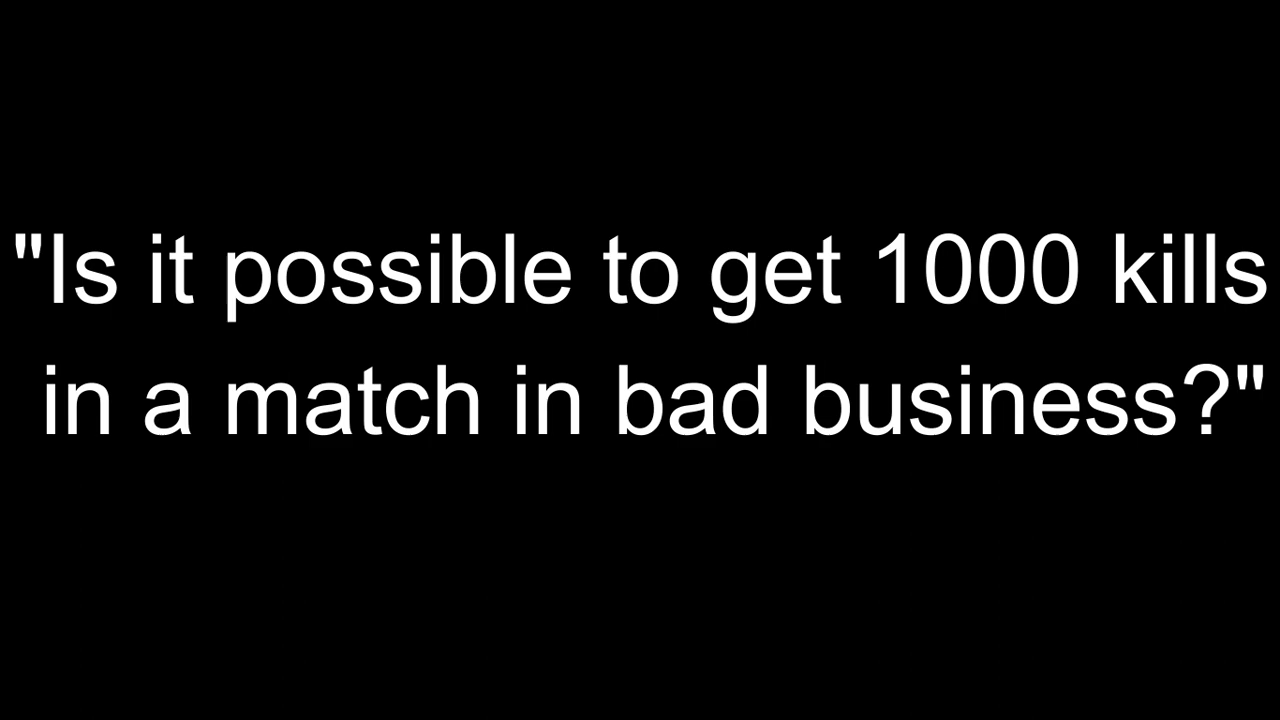 "Is it possible to get 1000 kills
in a match in bad business?"